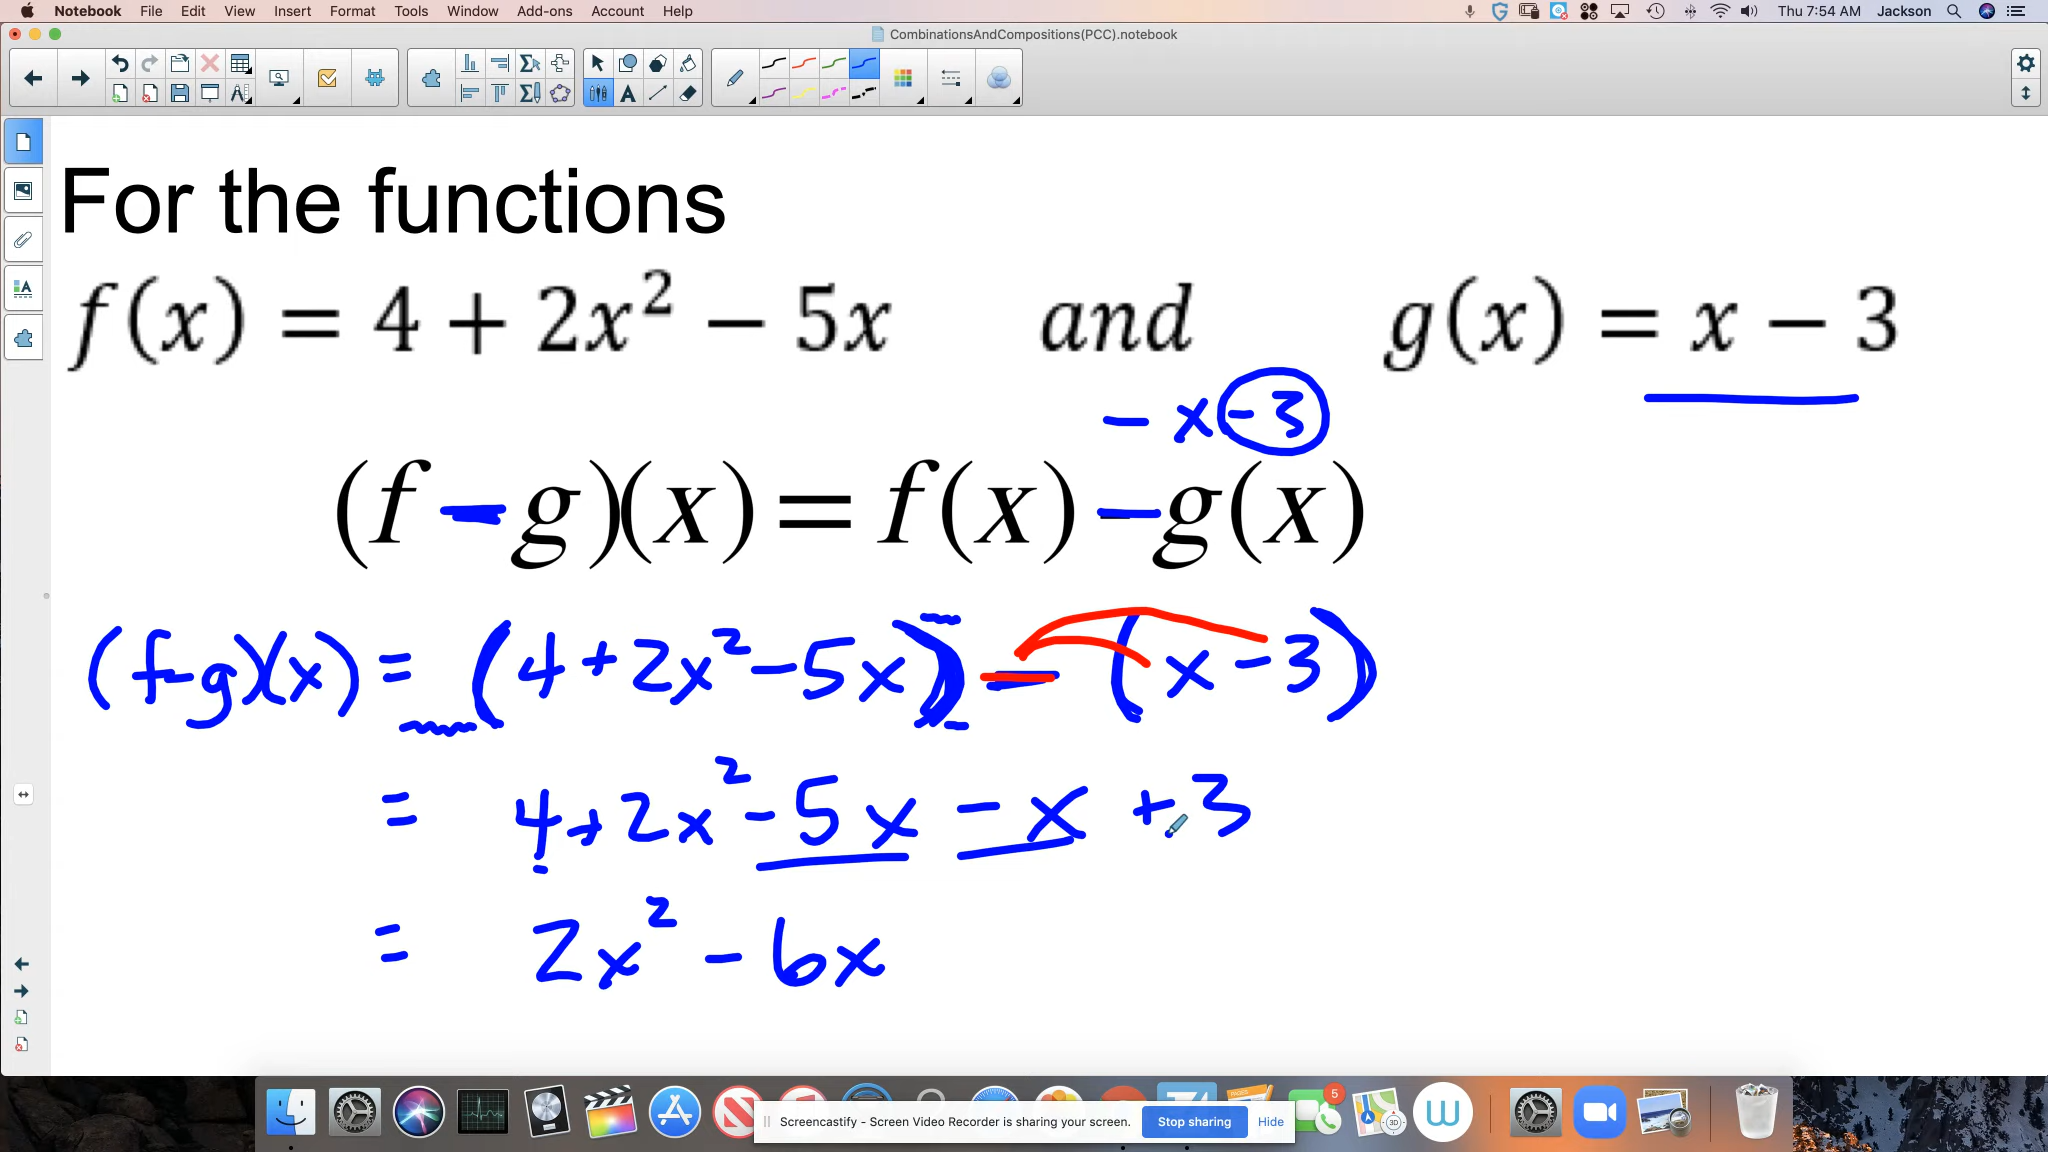 Notebook File Edit View Insert Format Tools Window Add-ons Account Help Thu 7:54 AM Jackson
CombinationsAndCompositions(PCC).notebook
For the functions
f(x) = 4 + 2x² − 5x and g(x) = x − 3
− x − 3
(f − g)(x) = f(x) − g(x)
(f−g)(x) = (4+2x²−5x) − (x−3)
= 4+2x²−5x − x +3
= 2x² − 6x
5
3D
W
Screencastify - Screen Video Recorder is sharing your screen. Stop sharing Hide